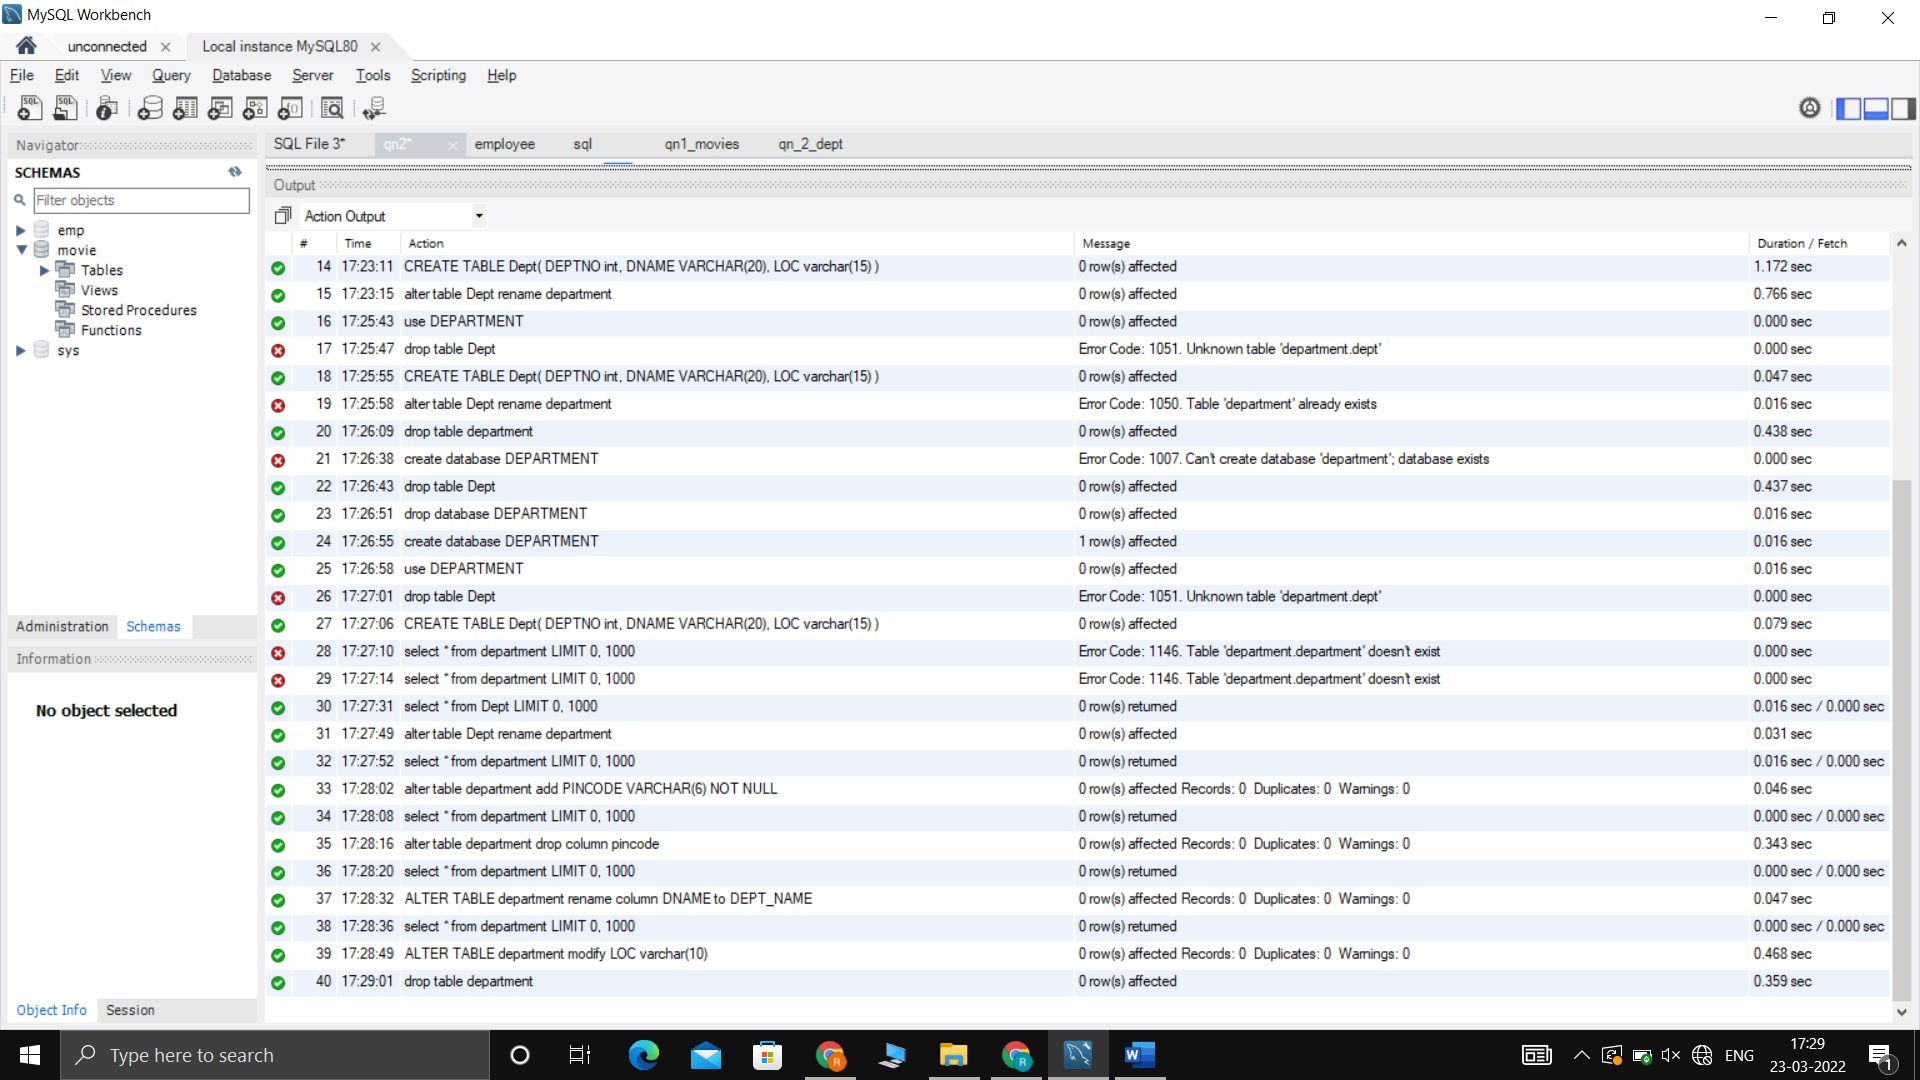 MySQL Workbench
unconnected
Local instance MySQL80
File Edit View Query Database Server Tools Scripting Help
Navigator
SCHEMAS
Filter objects
emp
movie
Tables
Views
Stored Procedures
Functions
sys
Administration Schemas
Information
No object selected
Object Info Session
SQL File 3* qn2* employee sql qn1_movies qn_2_dept
Output
Action Output
# Time Action Message Duration / Fetch
14 17:23:11 CREATE TABLE Dept( DEPTNO int, DNAME VARCHAR(20), LOC varchar(15) ) 0 row(s) affected 1.172 sec
15 17:23:15 alter table Dept rename department 0 row(s) affected 0.766 sec
16 17:25:43 use DEPARTMENT 0 row(s) affected 0.000 sec
17 17:25:47 drop table Dept Error Code: 1051. Unknown table 'department.dept' 0.000 sec
18 17:25:55 CREATE TABLE Dept( DEPTNO int, DNAME VARCHAR(20), LOC varchar(15) ) 0 row(s) affected 0.047 sec
19 17:25:58 alter table Dept rename department Error Code: 1050. Table 'department' already exists 0.016 sec
20 17:26:09 drop table department 0 row(s) affected 0.438 sec
21 17:26:38 create database DEPARTMENT Error Code: 1007. Can't create database 'department'; database exists 0.000 sec
22 17:26:43 drop table Dept 0 row(s) affected 0.437 sec
23 17:26:51 drop database DEPARTMENT 0 row(s) affected 0.016 sec
24 17:26:55 create database DEPARTMENT 1 row(s) affected 0.016 sec
25 17:26:58 use DEPARTMENT 0 row(s) affected 0.016 sec
26 17:27:01 drop table Dept Error Code: 1051. Unknown table 'department.dept' 0.000 sec
27 17:27:06 CREATE TABLE Dept( DEPTNO int, DNAME VARCHAR(20), LOC varchar(15) ) 0 row(s) affected 0.079 sec
28 17:27:10 select * from department LIMIT 0, 1000 Error Code: 1146. Table 'department.department' doesn't exist 0.000 sec
29 17:27:14 select * from department LIMIT 0, 1000 Error Code: 1146. Table 'department.department' doesn't exist 0.000 sec
30 17:27:31 select * from Dept LIMIT 0, 1000 0 row(s) returned 0.016 sec / 0.000 sec
31 17:27:49 alter table Dept rename department 0 row(s) affected 0.031 sec
32 17:27:52 select * from department LIMIT 0, 1000 0 row(s) returned 0.016 sec / 0.000 sec
33 17:28:02 alter table department add PINCODE VARCHAR(6) NOT NULL 0 row(s) affected Records: 0 Duplicates: 0 Warnings: 0 0.046 sec
34 17:28:08 select * from department LIMIT 0, 1000 0 row(s) returned 0.000 sec / 0.000 sec
35 17:28:16 alter table department drop column pincode 0 row(s) affected Records: 0 Duplicates: 0 Warnings: 0 0.343 sec
36 17:28:20 select * from department LIMIT 0, 1000 0 row(s) returned 0.000 sec / 0.000 sec
37 17:28:32 ALTER TABLE department rename column DNAME to DEPT_NAME 0 row(s) affected Records: 0 Duplicates: 0 Warnings: 0 0.047 sec
38 17:28:36 select * from department LIMIT 0, 1000 0 row(s) returned 0.000 sec / 0.000 sec
39 17:28:49 ALTER TABLE department modify LOC varchar(10) 0 row(s) affected Records: 0 Duplicates: 0 Warnings: 0 0.468 sec
40 17:29:01 drop table department 0 row(s) affected 0.359 sec
Type here to search
ENG
17:29
23-03-2022
1